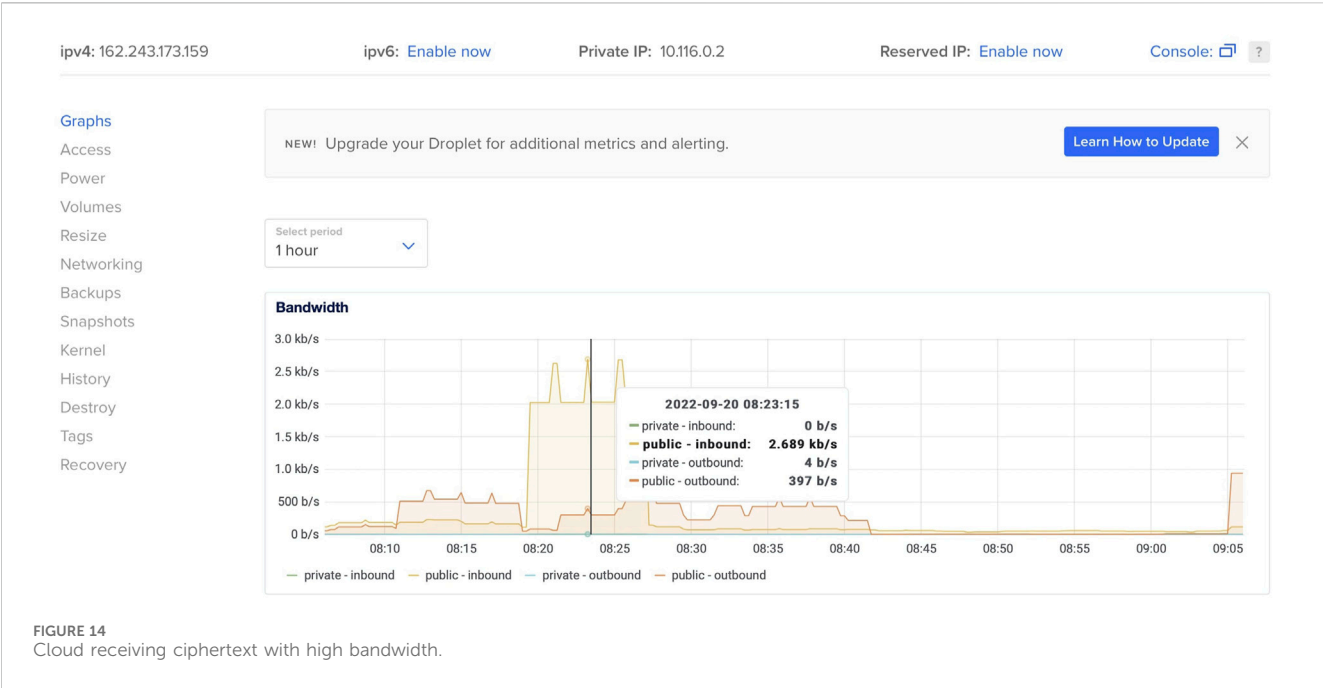 ipv4: 162.243.173.159 ipv6: Enable now Private IP: 10.116.0.2 Reserved IP: Enable now Console: ?
Graphs
Access
Power
Volumes
Resize
Networking
Backups
Snapshots
Kernel
History
Destroy
Tags
Recovery
NEW! Upgrade your Droplet for additional metrics and alerting. Learn How to Update
Select period
1 hour
Bandwidth
3.0 kb/s
2.5 kb/s
2.0 kb/s
1.5 kb/s
1.0 kb/s
500 b/s
0 b/s
2022-09-20 08:23:15
private - inbound: 0 b/s
public - inbound: 2.689 kb/s
private - outbound: 4 b/s
public - outbound: 397 b/s
08:10 08:15 08:20 08:25 08:30 08:35 08:40 08:45 08:50 08:55 09:00 09:05
private - inbound public - inbound private - outbound public - outbound
FIGURE 14
Cloud receiving ciphertext with high bandwidth.